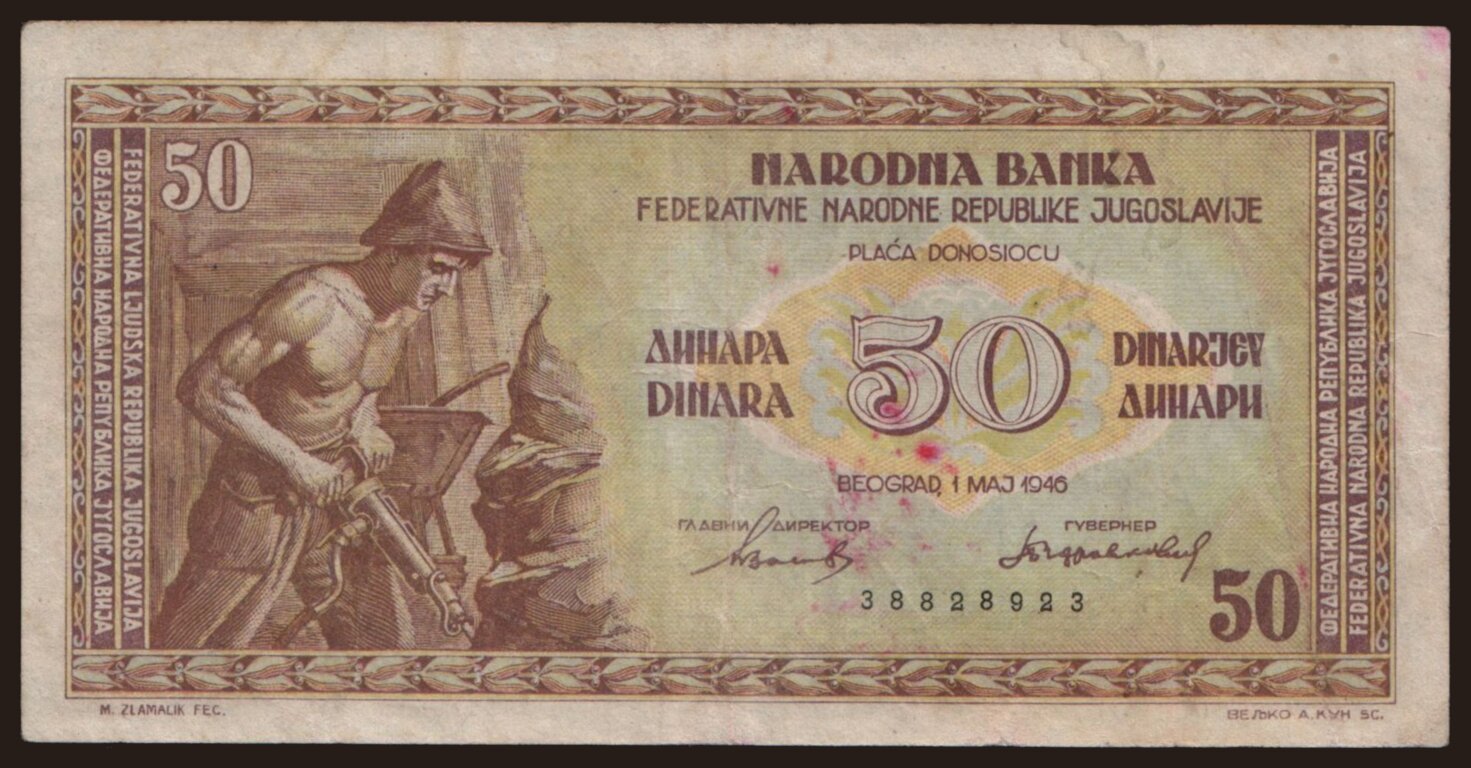 50
ФЕДЕРАТИВНА НАРОДНА РЕПУБЛИКА ЈУГОСЛАВИЈА
FEDERATIVNA LJUDSKA REPUBLIKA JUGOSLAVIJA
NARODNA BANKA
FEDERATIVNE NARODNE REPUBLIKE JUGOSLAVIJE
PLAĆA DONOSIOCU
ДИНАРА
DINARA
50
DINARJEV
ДИНАРИ
BEOGRAD, 1 MAJ 1946
ГЛАВНИ ДИРЕКТОР
ГУВЕРНЕР
38828923
50
ФЕДЕРАТИВНА НАРОДНА РЕПУБЛИКА ЈУГОСЛАВИЈА
FEDERATIVNA NARODNA REPUBLIKA JUGOSLAVIJA
M. ZLAMALIK FEC.
ВЕЉКО А. КУН SC.